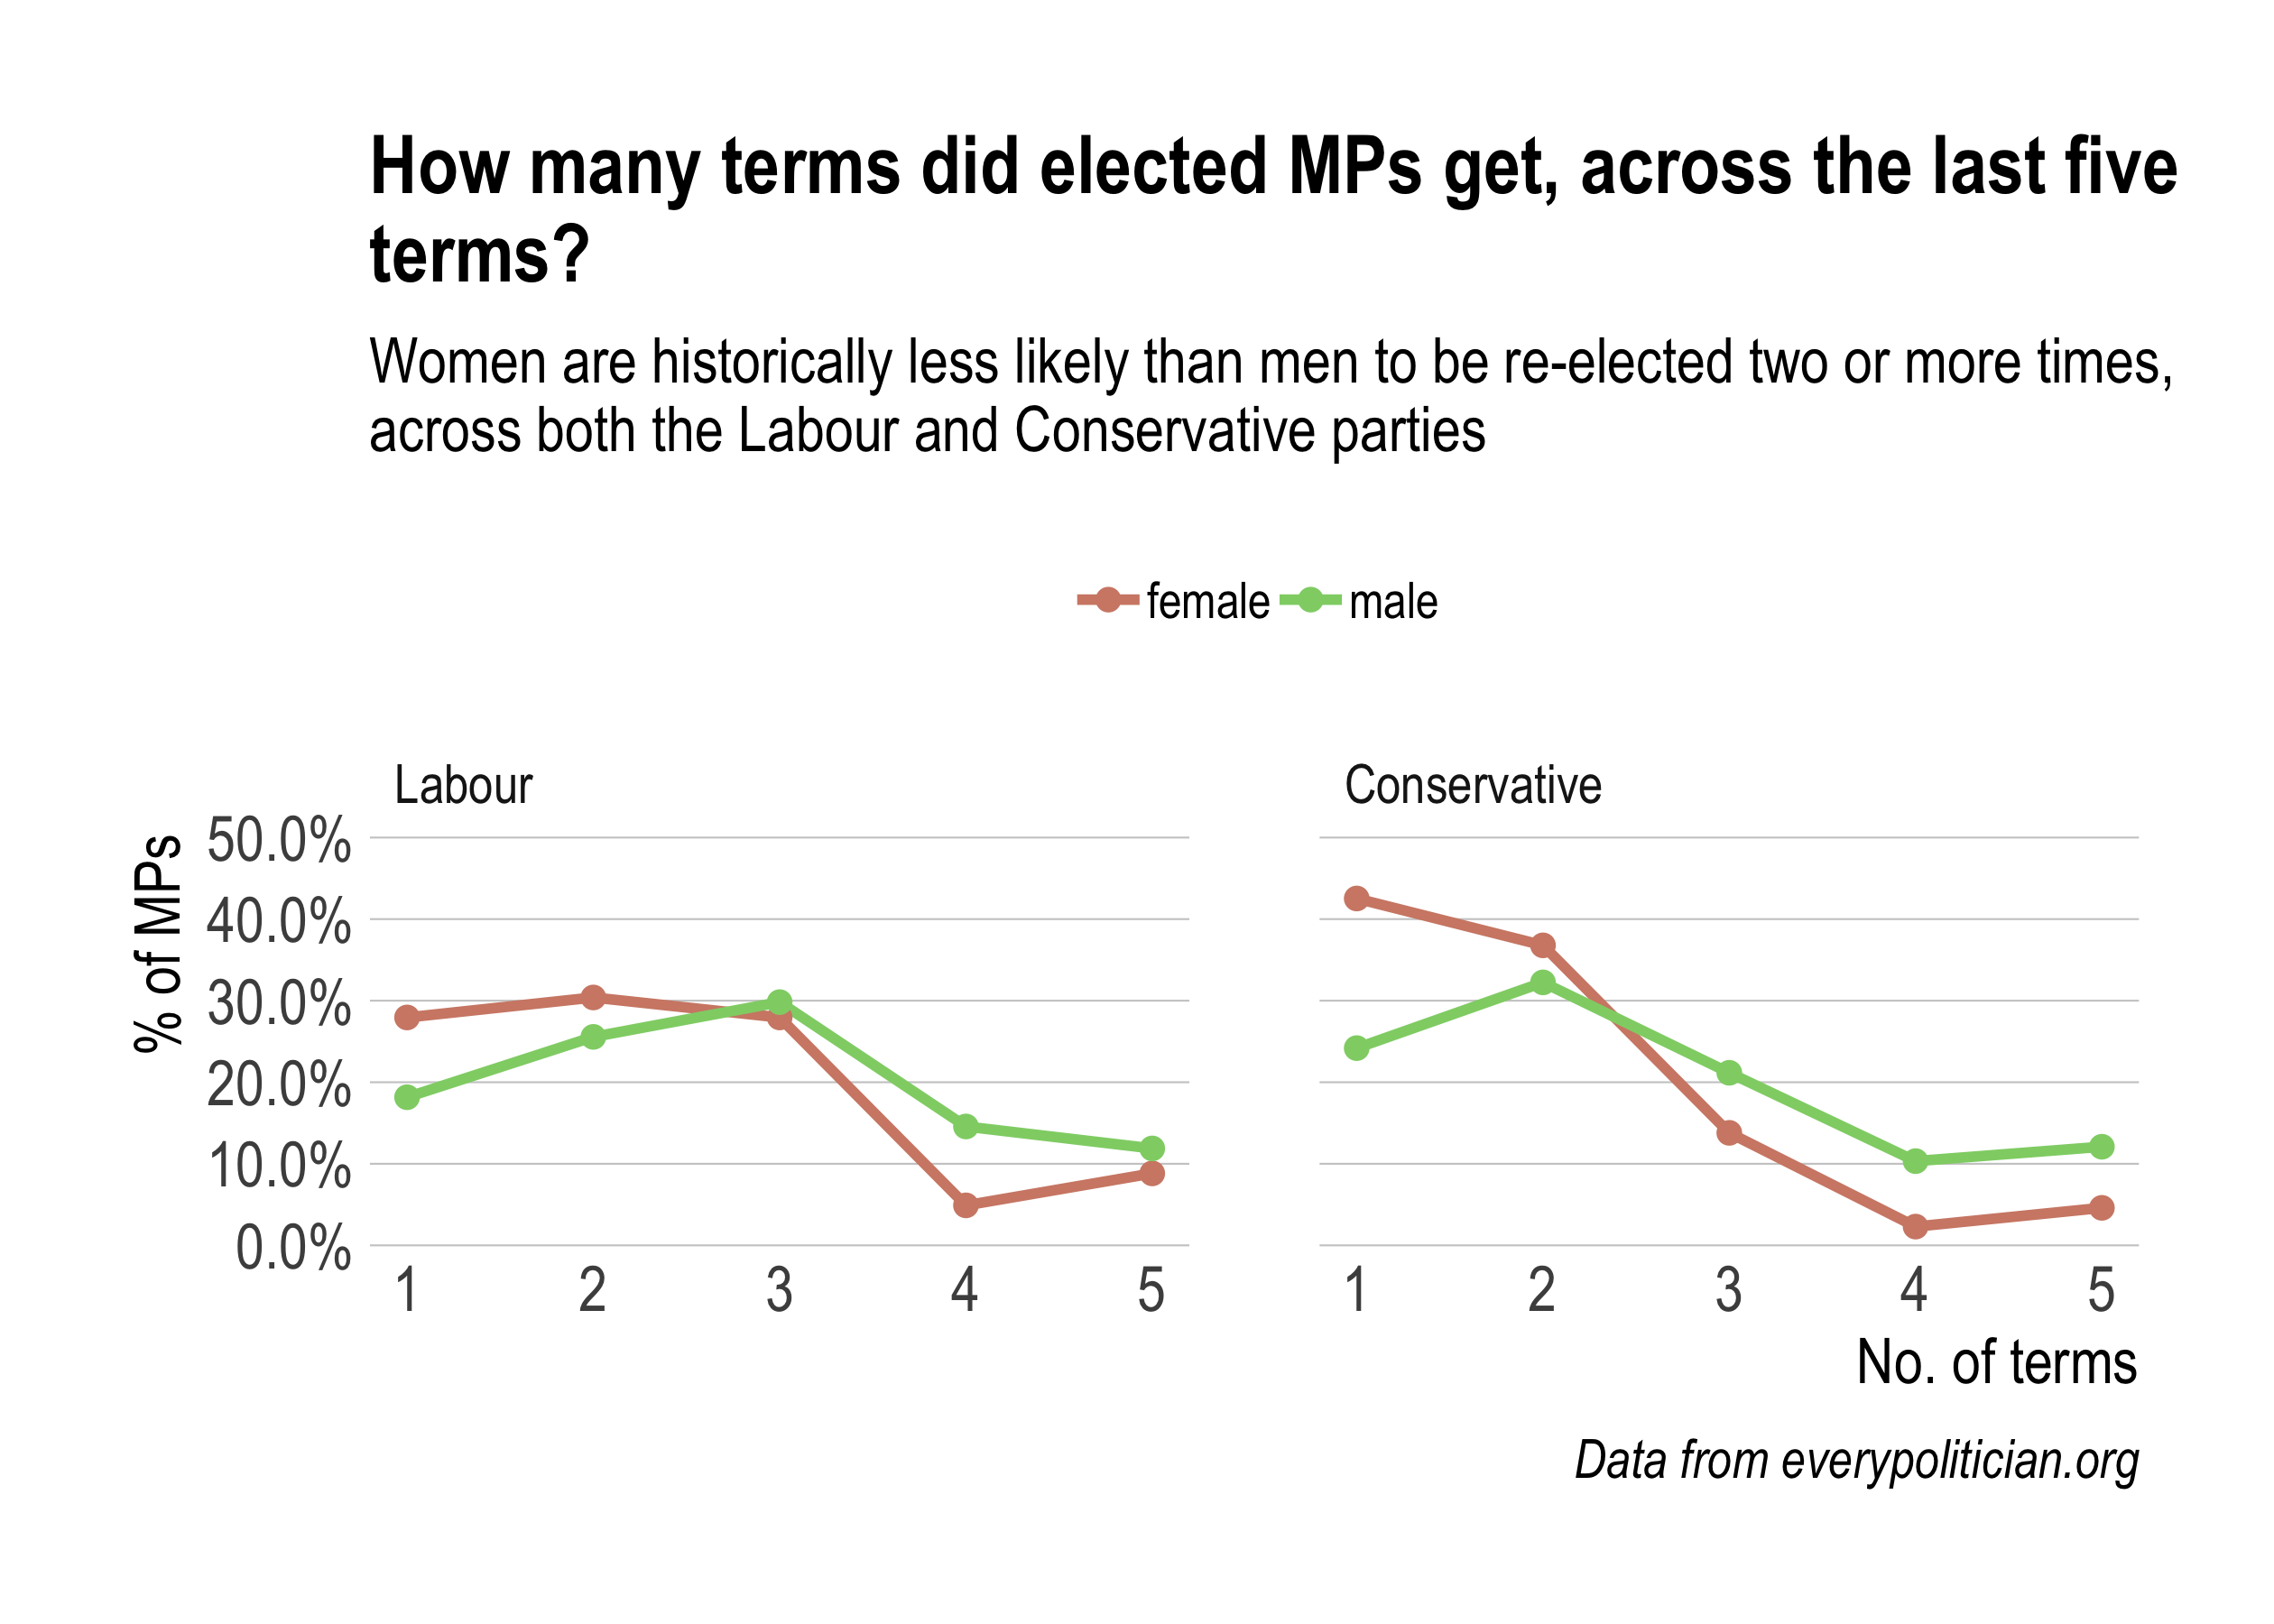 How many terms did elected MPs get, across the last five
terms?
Women are historically less likely than men to be re-elected two or more times,
across both the Labour and Conservative parties
female male
Labour
Conservative
% of MPs
50.0%
40.0%
30.0%
20.0%
10.0%
0.0%
1 2 3 4 5
1 2 3 4 5
No. of terms
Data from everypolitician.org